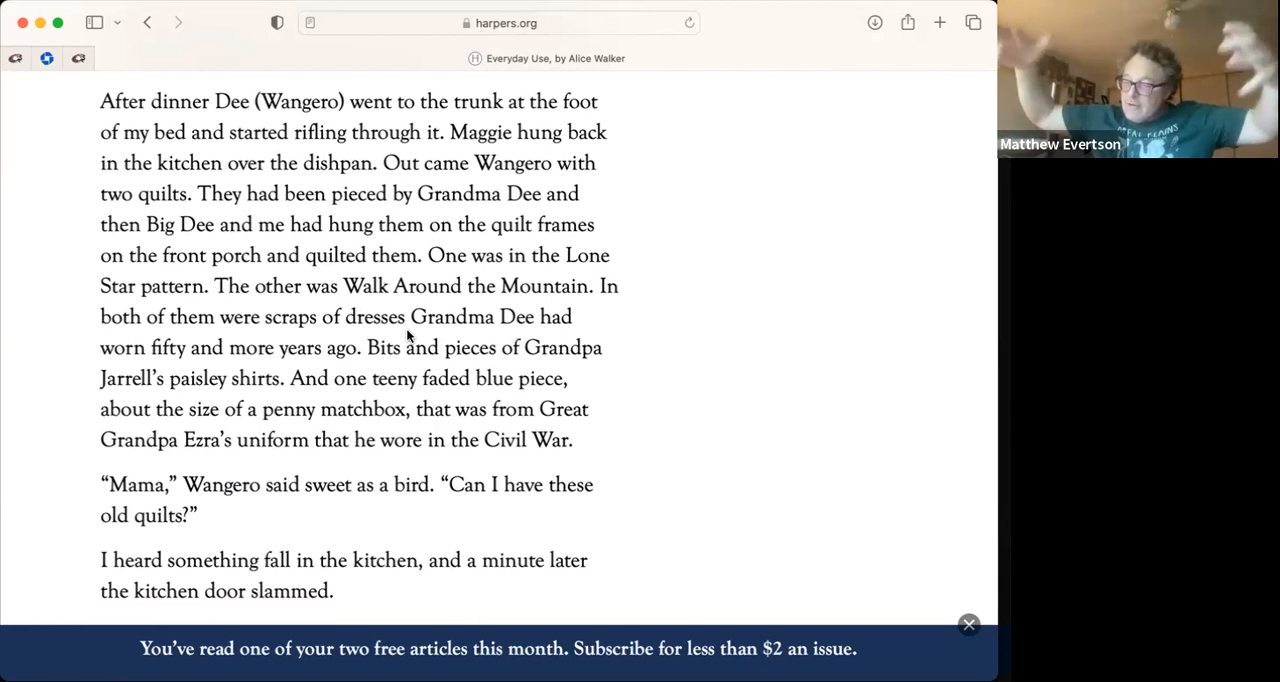 harpers.org
Everyday Use, by Alice Walker
After dinner Dee (Wangero) went to the trunk at the foot
of my bed and started rifling through it. Maggie hung back
in the kitchen over the dishpan. Out came Wangero with
two quilts. They had been pieced by Grandma Dee and
then Big Dee and me had hung them on the quilt frames
on the front porch and quilted them. One was in the Lone
Star pattern. The other was Walk Around the Mountain. In
both of them were scraps of dresses Grandma Dee had
worn fifty and more years ago. Bits and pieces of Grandpa
Jarrell’s paisley shirts. And one teeny faded blue piece,
about the size of a penny matchbox, that was from Great
Grandpa Ezra’s uniform that he wore in the Civil War.
“Mama,” Wangero said sweet as a bird. “Can I have these
old quilts?”
I heard something fall in the kitchen, and a minute later
the kitchen door slammed.
You’ve read one of your two free articles this month. Subscribe for less than $2 an issue.
PLAINS
Matthew Evertson